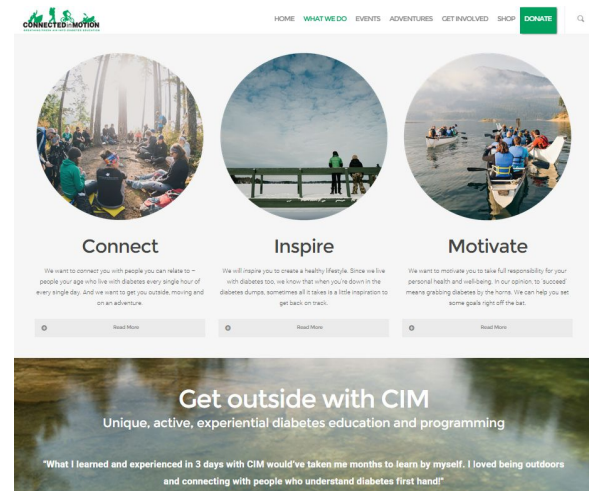 CONNECTED in MOTION
HOME WHAT WE DO EVENTS ADVENTURES GET INVOLVED SHOP DONATE
Connect
We want to connect you with people you can relate to –
people your age who live with diabetes every single hour of
every single day. And we want to get you outside, moving and
on an adventure.
Read More
Inspire
We will inspire you to create a healthy lifestyle. Since we live
with diabetes too, we know that when you're down in the
diabetes dumps, sometimes all it takes is a little inspiration to
get back on track.
Read More
Motivate
We want to motivate you to take full responsibility for your
personal health and well-being. In our opinion, to 'succeed'
means grabbing diabetes by the horns. We can help you set
some goals right off the bat.
Read More
Get outside with CIM
Unique, active, experiential diabetes education and programming
"What I learned and experienced in 3 days with CIM would've taken me months to learn by myself. I loved being outdoors
and connecting with people who understand diabetes first hand!"